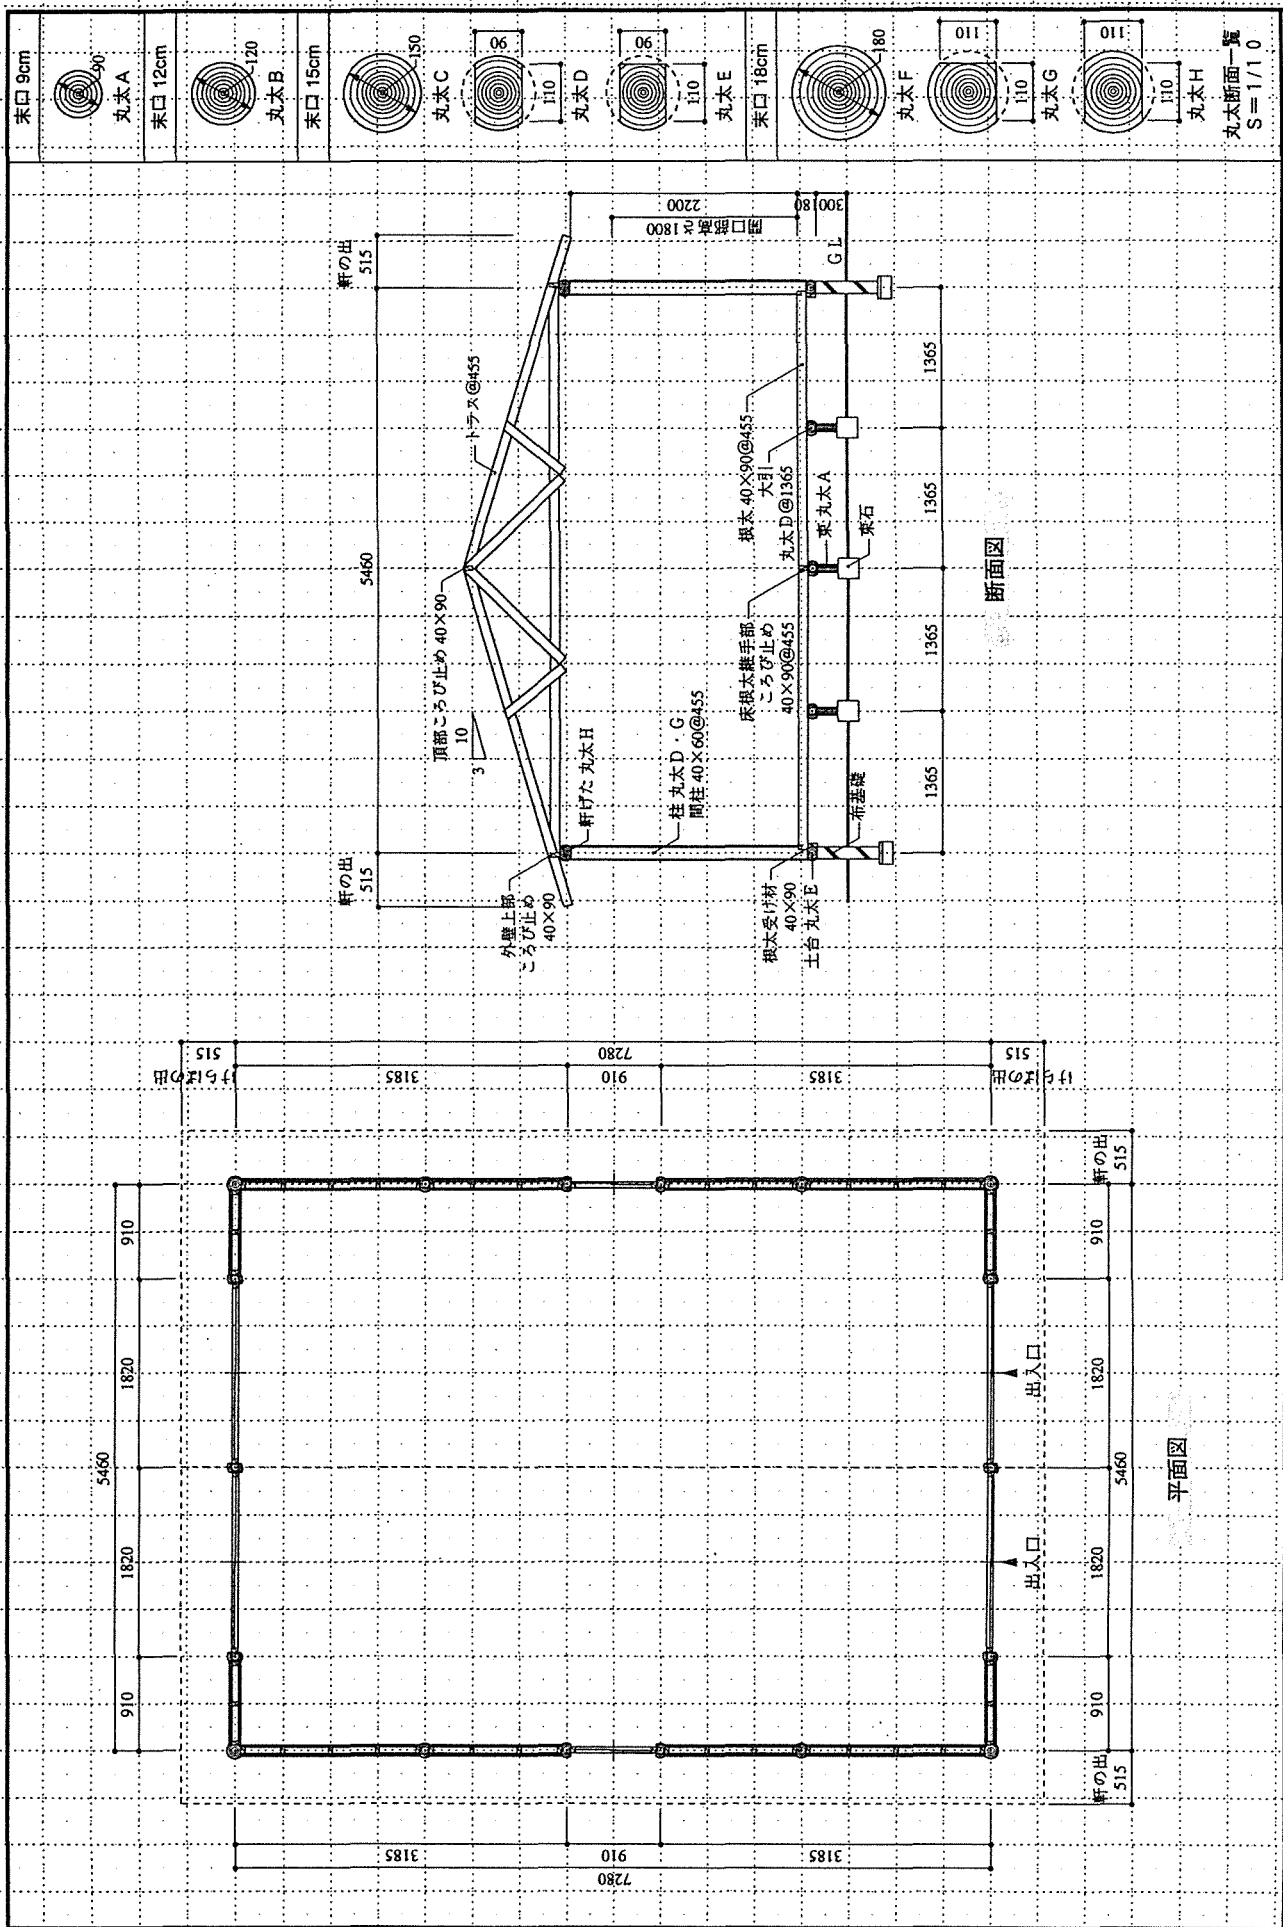 末口 9cm
90
丸太A
末口 12cm
120
丸太B
末口 15cm
150
丸太C
90
110
丸太D
90
110
丸太E
末口 18cm
180
丸太F
110
110
丸太G
110
110
丸太H
丸太断面一覧
S=1/10
軒の出
515
5460
軒の出
515
トラス@455
頂部ころび止め 40×90
10
3
外壁上部
ころび止め
40×90
軒げた 丸太H
柱 丸太D・G
間柱 40×60@455
2200
開口部高さ1800
180
300
GL
根太 40×90@455
大引
丸太D@1365
床根太継手部
ころび止め
40×90@455
束 丸太A
束石
根太受け材
40×90
土台 丸太E
布基礎
1365
1365
1365
1365
断面図
けらばの出
515
7280
3185
910
3185
けらばの出
515
5460
910
1820
1820
910
7280
3185
910
3185
出入口
出入口
軒の出
515
910
1820
1820
910
5460
軒の出
515
平面図